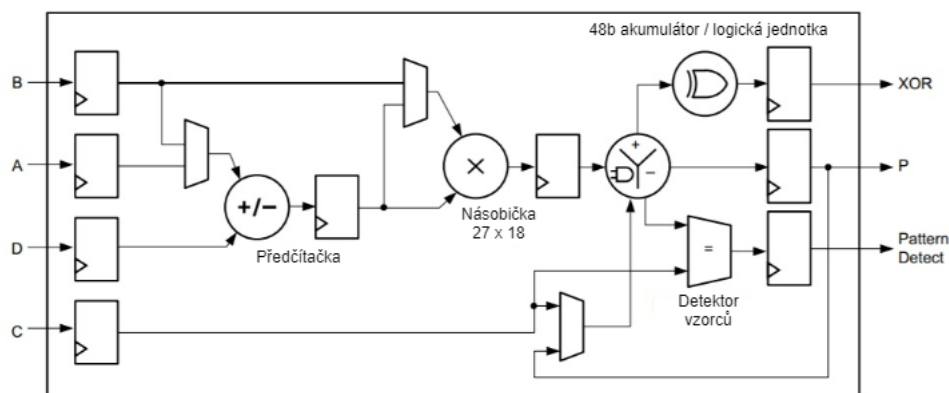 48b akumulátor / logická jednotka
B
XOR
A
P
+
−
×
+/−
Násobička
27 x 18
Předčítačka
D
=
Pattern
Detect
Detektor
vzorců
C